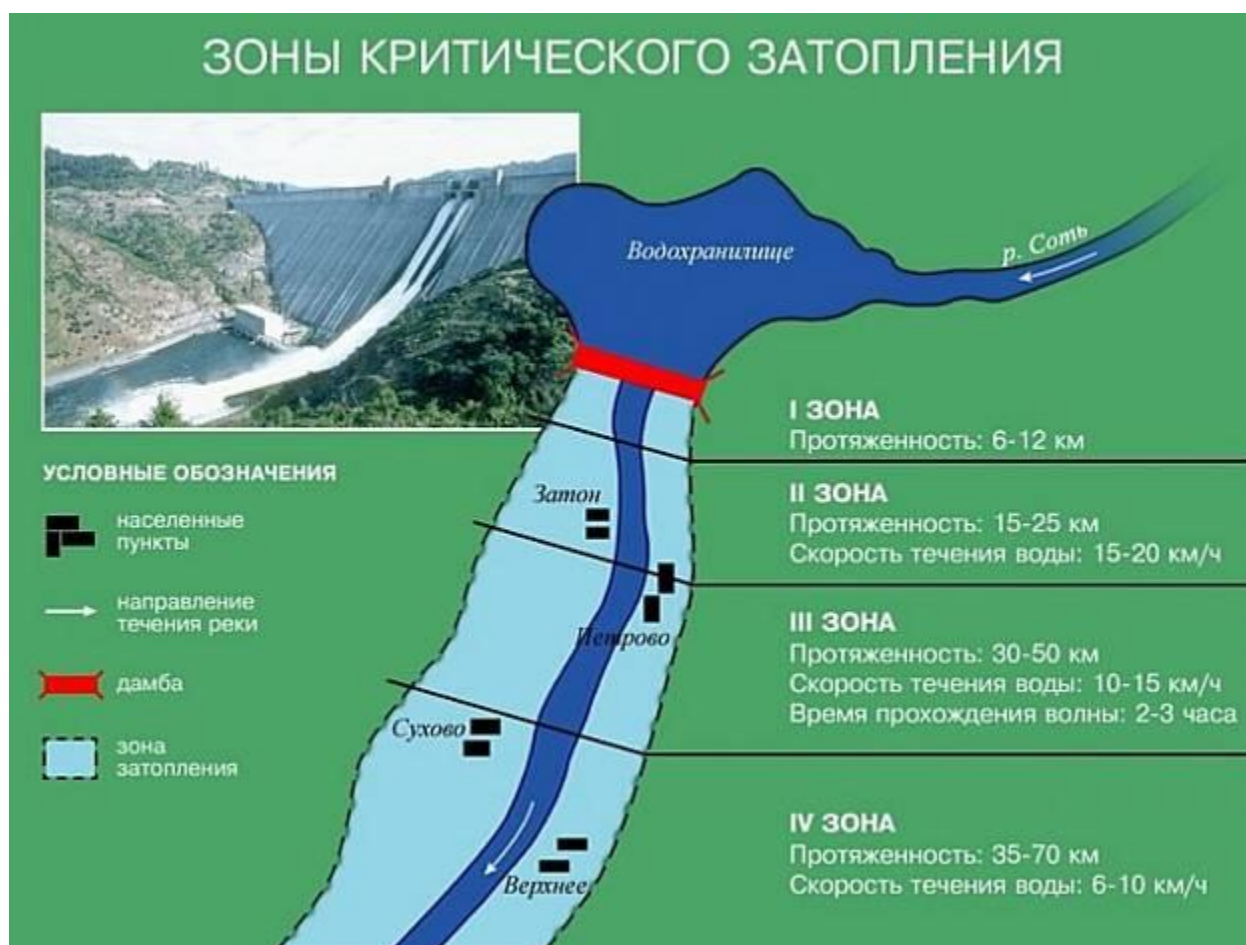 ЗОНЫ КРИТИЧЕСКОГО ЗАТОПЛЕНИЯ
Водохранилище
р. Соть
I ЗОНА
Протяженность: 6-12 км
УСЛОВНЫЕ ОБОЗНАЧЕНИЯ
населенные
пункты
направление
течения реки
дамба
зона
затопления
Затон
Петрово
Сухово
Верхнее
II ЗОНА
Протяженность: 15-25 км
Скорость течения воды: 15-20 км/ч
III ЗОНА
Протяженность: 30-50 км
Скорость течения воды: 10-15 км/ч
Время прохождения волны: 2-3 часа
IV ЗОНА
Протяженность: 35-70 км
Скорость течения воды: 6-10 км/ч